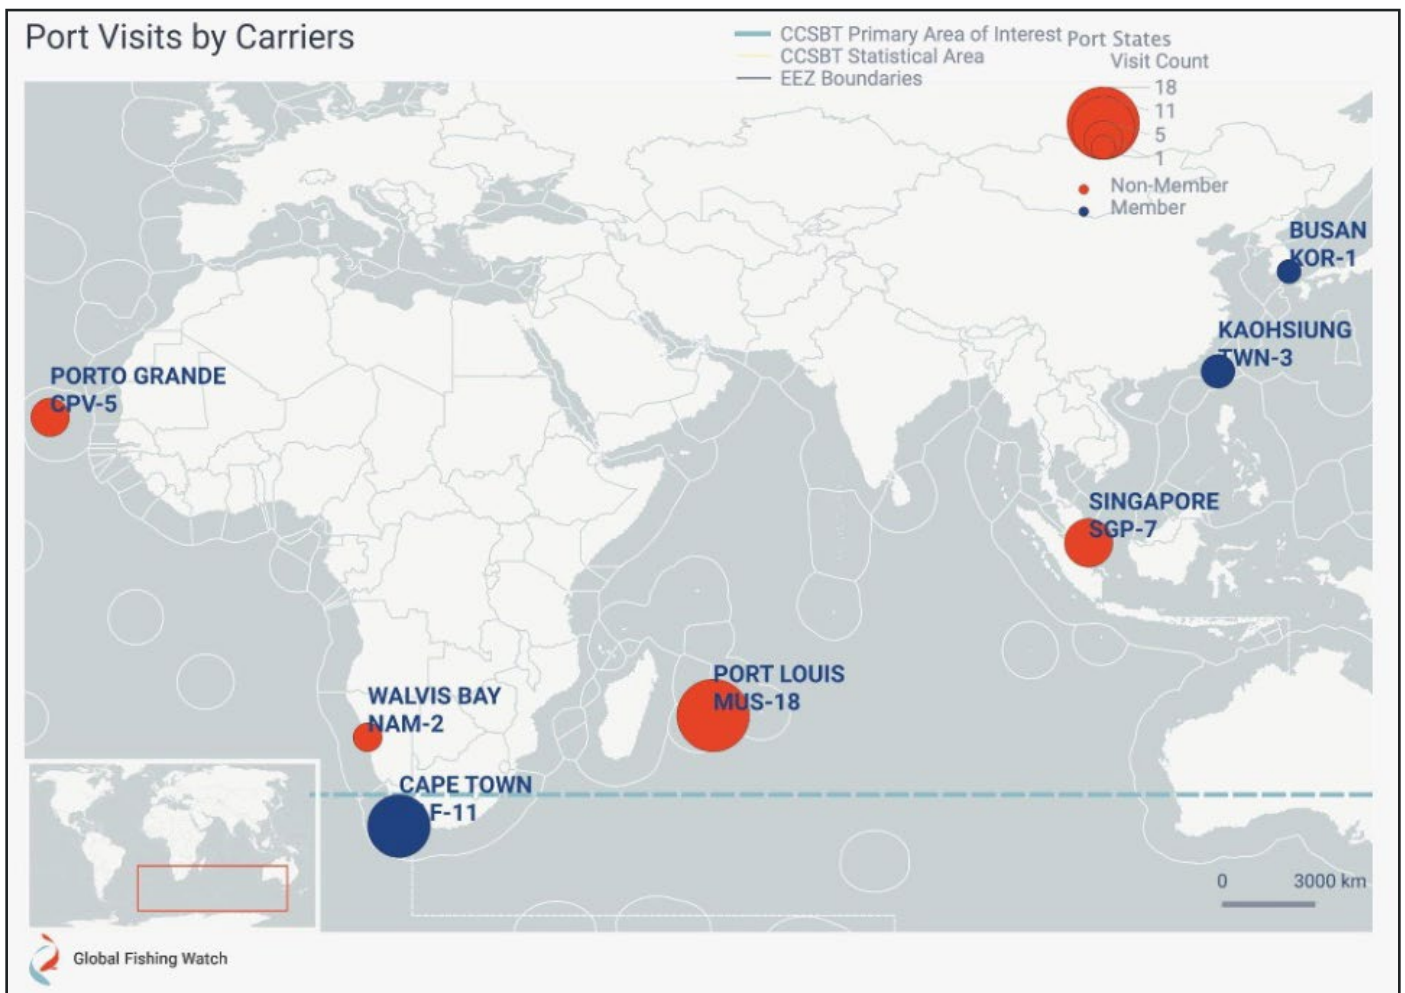 Port Visits by Carriers
CCSBT Primary Area of Interest
CCSBT Statistical Area
EEZ Boundaries
Port States
Visit Count
18
11
5
1
Non-Member
Member
BUSAN
KOR-1
KAOHSIUNG
TWN-3
PORTO GRANDE
CPV-5
SINGAPORE
SGP-7
PORT LOUIS
MUS-18
WALVIS BAY
NAM-2
CAPE TOWN
F-11
0 3000 km
Global Fishing Watch